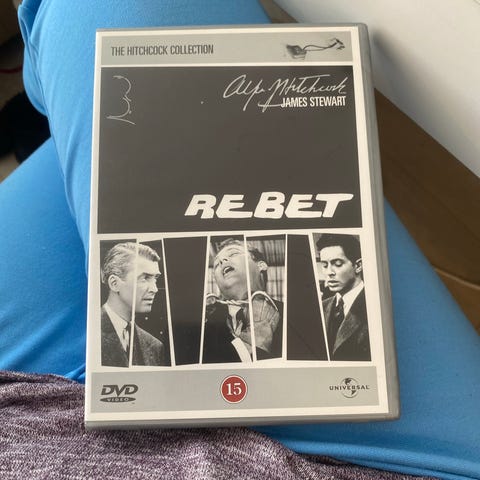 THE HITCHCOCK COLLECTION
Alfred Hitchcock
JAMES STEWART
REBET
DVD
VIDEO
15
UNIVERSAL